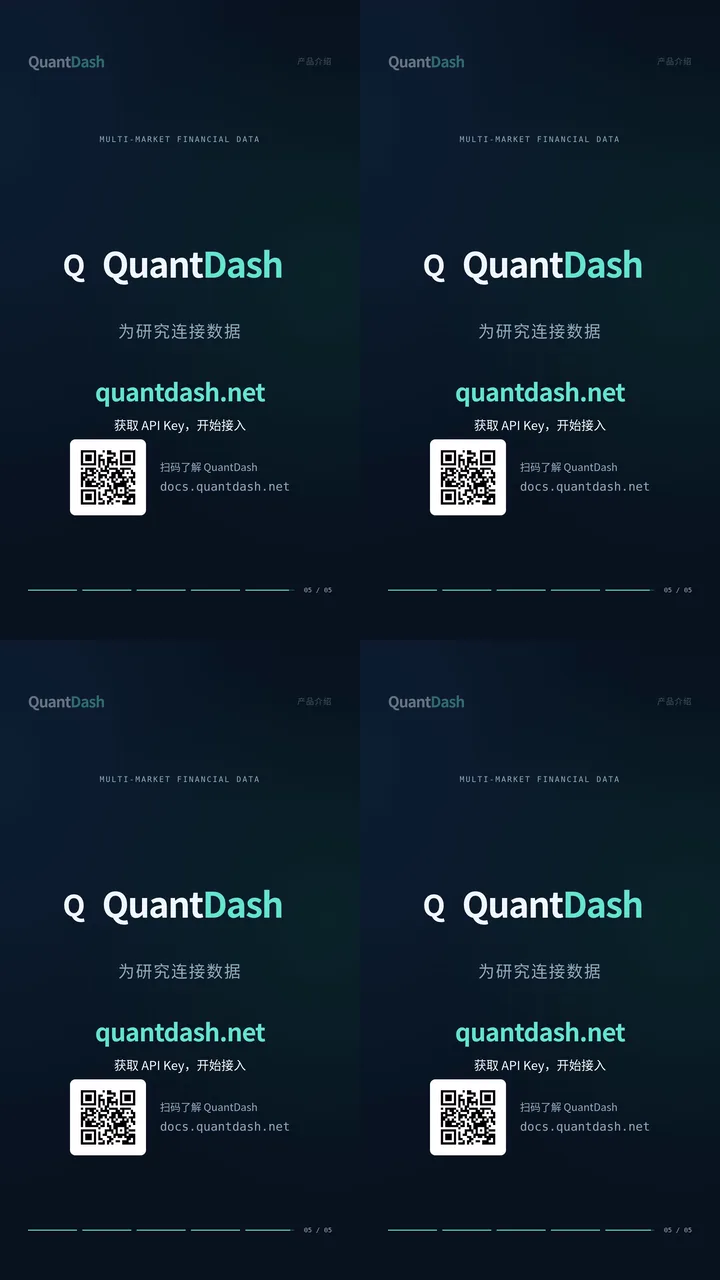 QuantDash
产品介绍
MULTI-MARKET FINANCIAL DATA
Q QuantDash
为研究连接数据
quantdash.net
获取 API Key，开始接入
扫码了解 QuantDash
docs.quantdash.net
05 / 05
QuantDash
产品介绍
MULTI-MARKET FINANCIAL DATA
Q QuantDash
为研究连接数据
quantdash.net
获取 API Key，开始接入
扫码了解 QuantDash
docs.quantdash.net
05 / 05
QuantDash
产品介绍
MULTI-MARKET FINANCIAL DATA
Q QuantDash
为研究连接数据
quantdash.net
获取 API Key，开始接入
扫码了解 QuantDash
docs.quantdash.net
05 / 05
QuantDash
产品介绍
MULTI-MARKET FINANCIAL DATA
Q QuantDash
为研究连接数据
quantdash.net
获取 API Key，开始接入
扫码了解 QuantDash
docs.quantdash.net
05 / 05